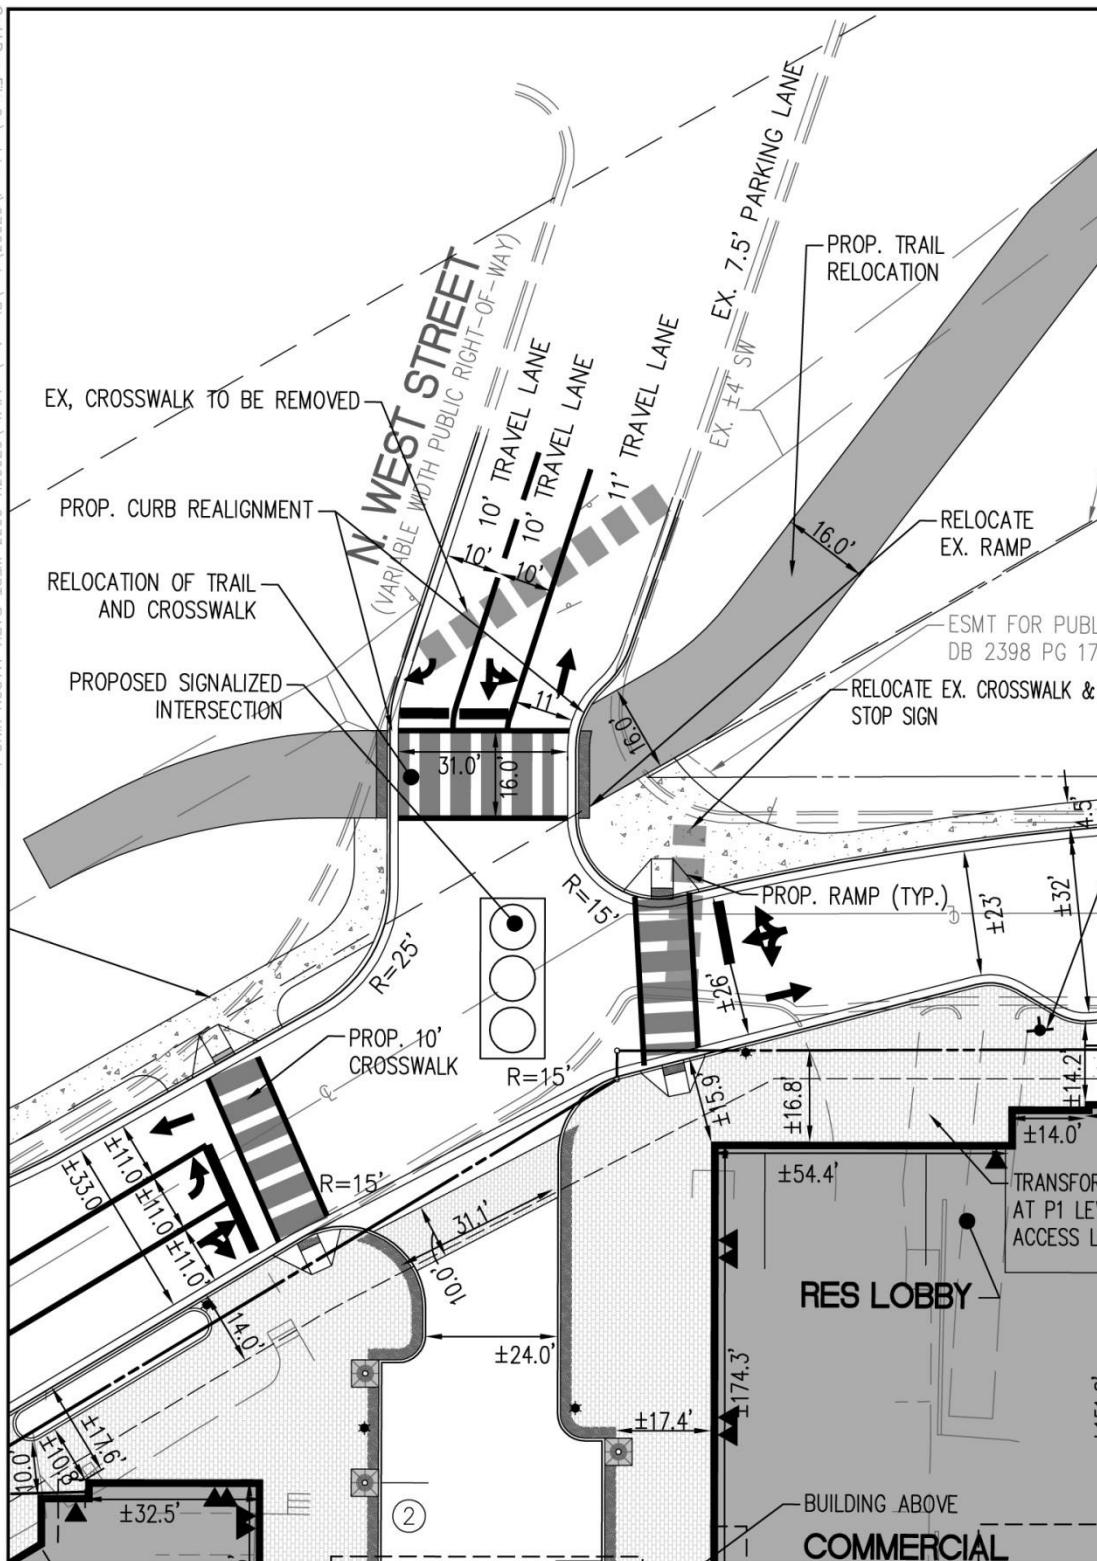 EX. 7.5' PARKING LANE
PROP. TRAIL
RELOCATION
N. WEST STREET
(VARIABLE WIDTH PUBLIC RIGHT-OF-WAY)
10' TRAVEL LANE
10' TRAVEL LANE
11' TRAVEL LANE
EX. ±4' SW
EX, CROSSWALK TO BE REMOVED
PROP. CURB REALIGNMENT
RELOCATION OF TRAIL
AND CROSSWALK
PROPOSED SIGNALIZED
INTERSECTION
10'
10'
11'
16.0'
RELOCATE
EX. RAMP
ESMT FOR PUBL
DB 2398 PG 17
RELOCATE EX. CROSSWALK &
STOP SIGN
16.0'
31.0'
16.0'
4.5'
R=15'
PROP. RAMP (TYP.)
±23'
±32'
R=25'
±26'
PROP. 10'
CROSSWALK
R=15'
±15.9'
±16.8'
±14.2'
±14.0'
±11.0'
±11.0'
±11.0'
±33.0'
R=15'
31.1'
10.0'
±54.4'
TRANSFOR
AT P1 LE
ACCESS L
RES LOBBY
14.0'
±24.0'
±174.3'
±17.4'
±17.6'
±10.8'
10.0'
±32.5'
2
BUILDING ABOVE
COMMERCIAL